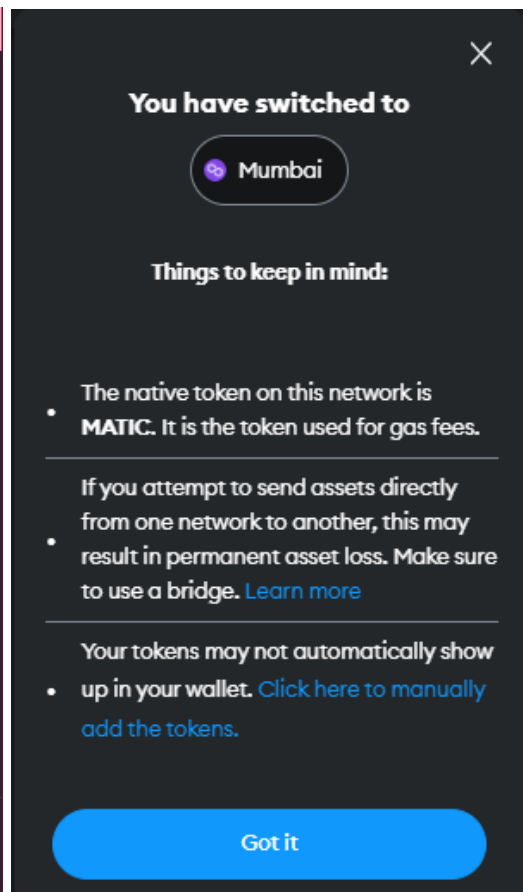 You have switched to
Mumbai
Things to keep in mind:
The native token on this network is
MATIC. It is the token used for gas fees.
If you attempt to send assets directly
from one network to another, this may
result in permanent asset loss. Make sure
to use a bridge. Learn more
Your tokens may not automatically show
up in your wallet. Click here to manually
add the tokens.
Got it